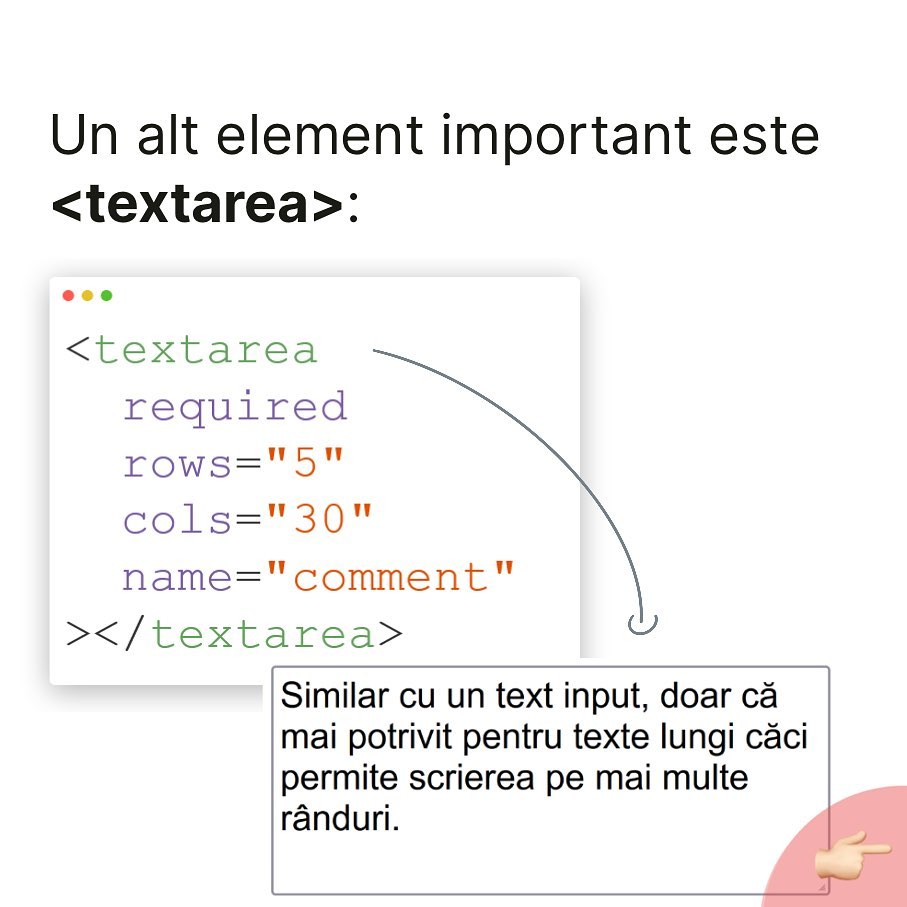 Un alt element important este
<textarea>:
<textarea
required
rows="5"
cols="30"
name="comment"
></textarea>
Similar cu un text input, doar că
mai potrivit pentru texte lungi căci
permite scrierea pe mai multe
rânduri.